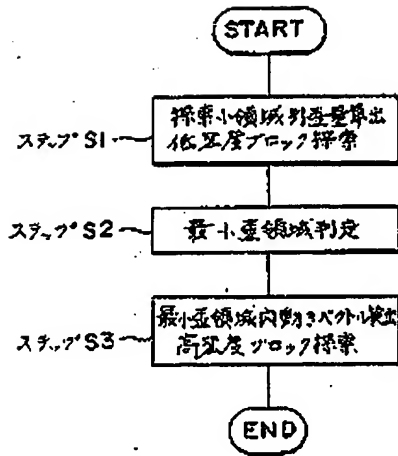 START
探索小領域別歪量算出
低密度ブロック探索
ステップS1
ステップS2
最小歪領域判定
最小歪領域内動きベクトル検出
ステップS3
高密度ブロック探索
END